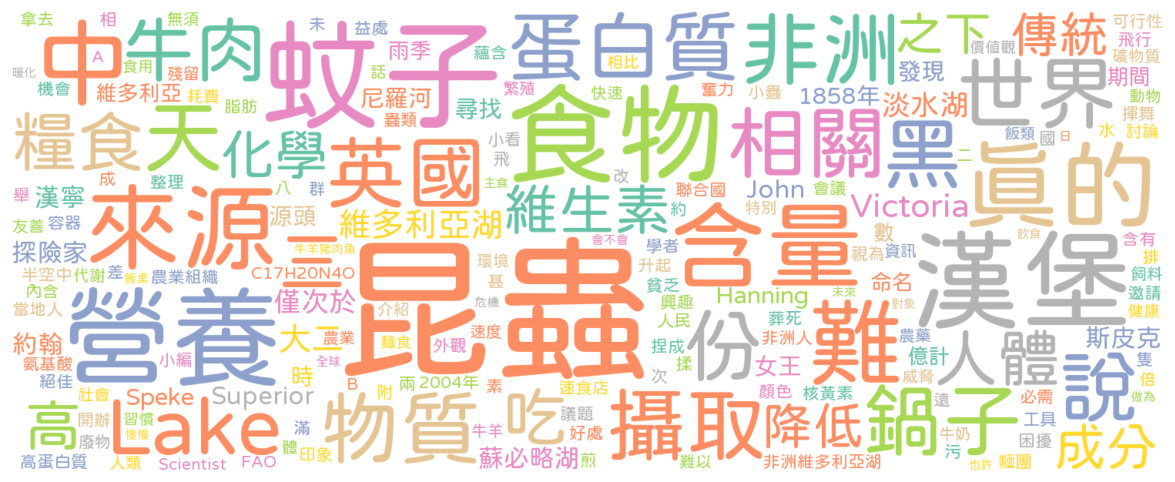 拿去 相 無須 未 益處 雨季 蘊含 蛋白質 非洲 之下 傳統 可行性
中 牛肉 蚊子 話 相比 奮力 小蟲 發現 價值觀 飛行
暖化 A 食用 機會 殘留 耗費 脂肪 繁殖 快速 世界 礦物質
維多利亞 蟲類 尼羅河 尋找 食物 1858年 淡水湖 期間 動物
糧食 天 化學 英國 小看 飛 相關 黑 飯類 國 日 水 揮舞 討論
成 整理 主食 改 聯合國 會議 二 真的
舉 漢寧 八 群 維生素 約 John 特別
友善 容器 來源 源頭 維多利亞湖 Victoria
探險家 二 牛羊豬肉魚 昆蟲 會不會 學者 含量 數 視為 資訊 飲食 含有 排
半空中 代謝 差 飯桌 農業組織 C17H20N4O 環境 甚 升起 貧乏 命名 漢堡 飼料 邀請
當地人 內含 營養 僅次於 介紹 危機 興趣 Hanning 未來 健康
約翰 大二 農業 麵食 速度 外觀 人民 捏成 葬死 非洲人 對象 農藥 斯皮克
氨基酸 小編 全球 份 女王 難 億計 人體 說 隻
絕佳 時 B 兩 2004年 素 速食店 次 揉 顏色 核黃素 威脅 遠 必需 倍 做為
社會 Speke Superior 附 議題 工具
高 開辦 習慣 Lake 滿 物質 吃 好處 攝取 降低 鍋子 牛羊 牛奶 困擾 成分
廢物 慢慢 體 印象 蘇必略湖 煎 污
高蛋白質 人類 Scientist FAO 難以 非洲維多利亞湖 也許 麵團